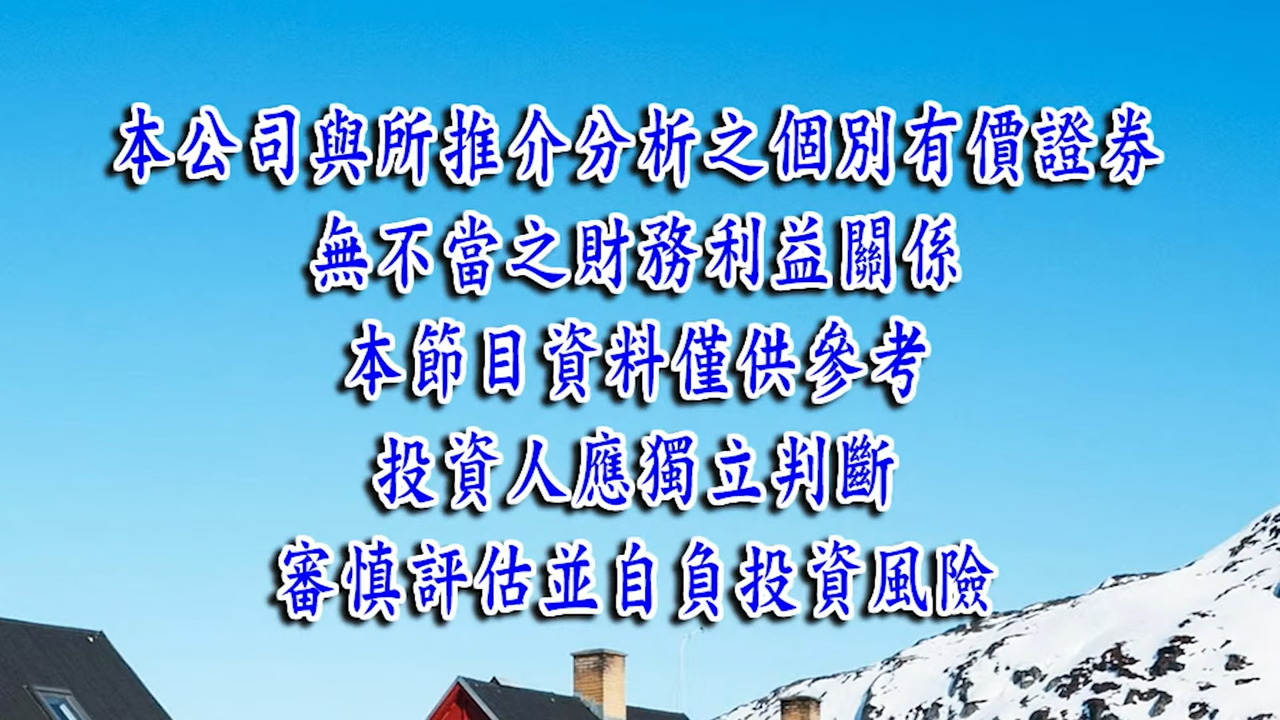 本公司與所推介分析之個別有價證券
無不當之財務利益關係
本節目資料僅供參考
投資人應獨立判斷
審慎評估並自負投資風險